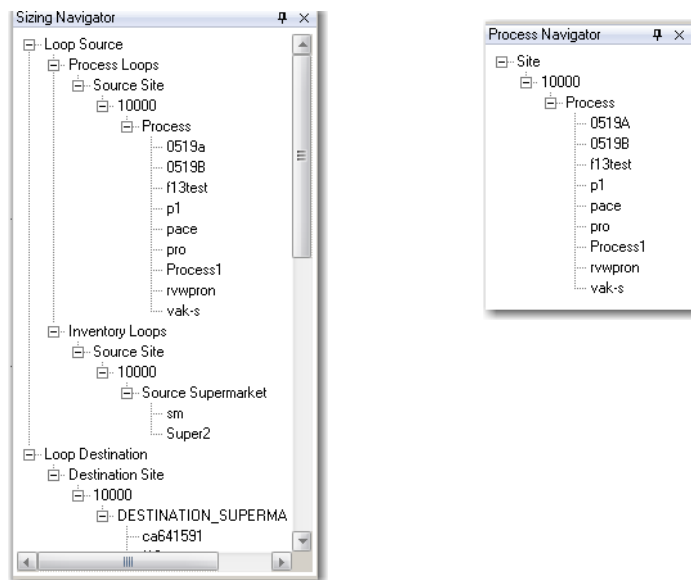 Sizing Navigator
Loop Source
Process Loops
Source Site
10000
Process
0519a
0519B
f13test
p1
pace
pro
Process1
rvwpron
vak-s
Inventory Loops
Source Site
10000
Source Supermarket
sm
Super2
Loop Destination
Destination Site
10000
DESTINATION_SUPERMA
ca641591
Process Navigator
Site
10000
Process
0519A
0519B
f13test
p1
pace
pro
Process1
rvwpron
vak-s